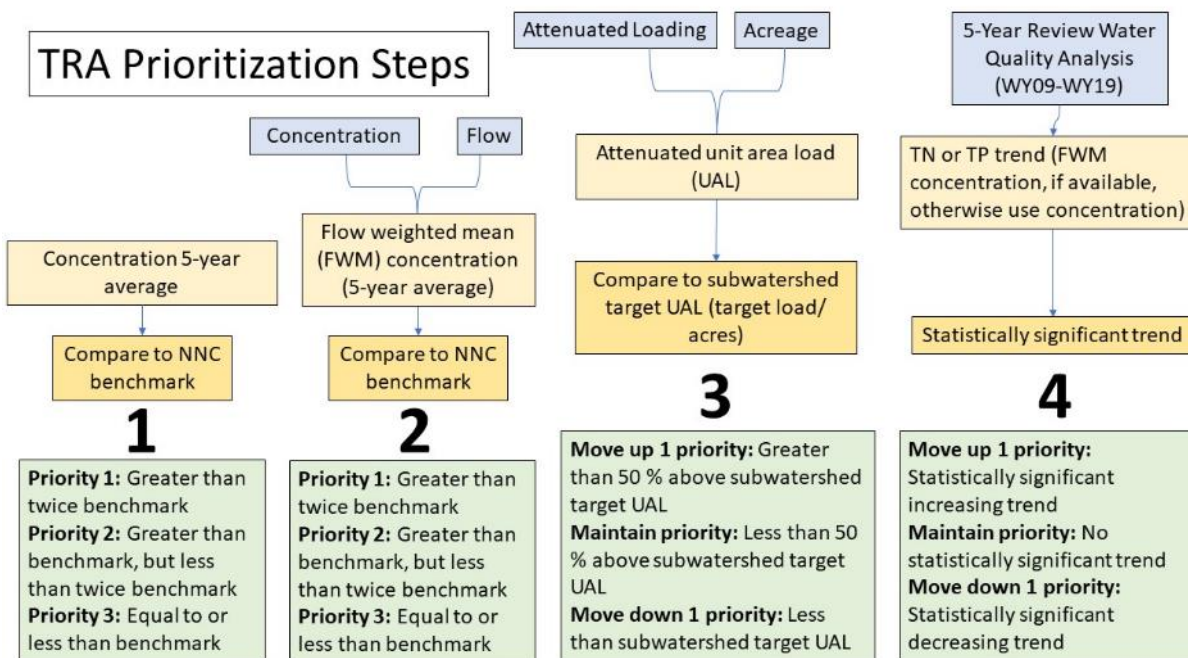 TRA Prioritization Steps
Concentration
Flow
Attenuated Loading
Acreage
5-Year Review Water
Quality Analysis
(WY09-WY19)
Concentration 5-year
average
Flow weighted mean
(FWM) concentration
(5-year average)
Attenuated unit area load
(UAL)
TN or TP trend (FWM
concentration, if available,
otherwise use concentration)
Compare to NNC
benchmark
Compare to NNC
benchmark
Compare to subwatershed
target UAL (target load/
acres)
Statistically significant trend
1
Priority 1: Greater than
twice benchmark
Priority 2: Greater than
benchmark, but less
than twice benchmark
Priority 3: Equal to or
less than benchmark
2
Priority 1: Greater than
twice benchmark
Priority 2: Greater than
benchmark, but less
than twice benchmark
Priority 3: Equal to or
less than benchmark
3
Move up 1 priority: Greater
than 50 % above subwatershed
target UAL
Maintain priority: Less than 50
% above subwatershed target
UAL
Move down 1 priority: Less
than subwatershed target UAL
4
Move up 1 priority:
Statistically significant
increasing trend
Maintain priority: No
statistically significant trend
Move down 1 priority:
Statistically significant
decreasing trend